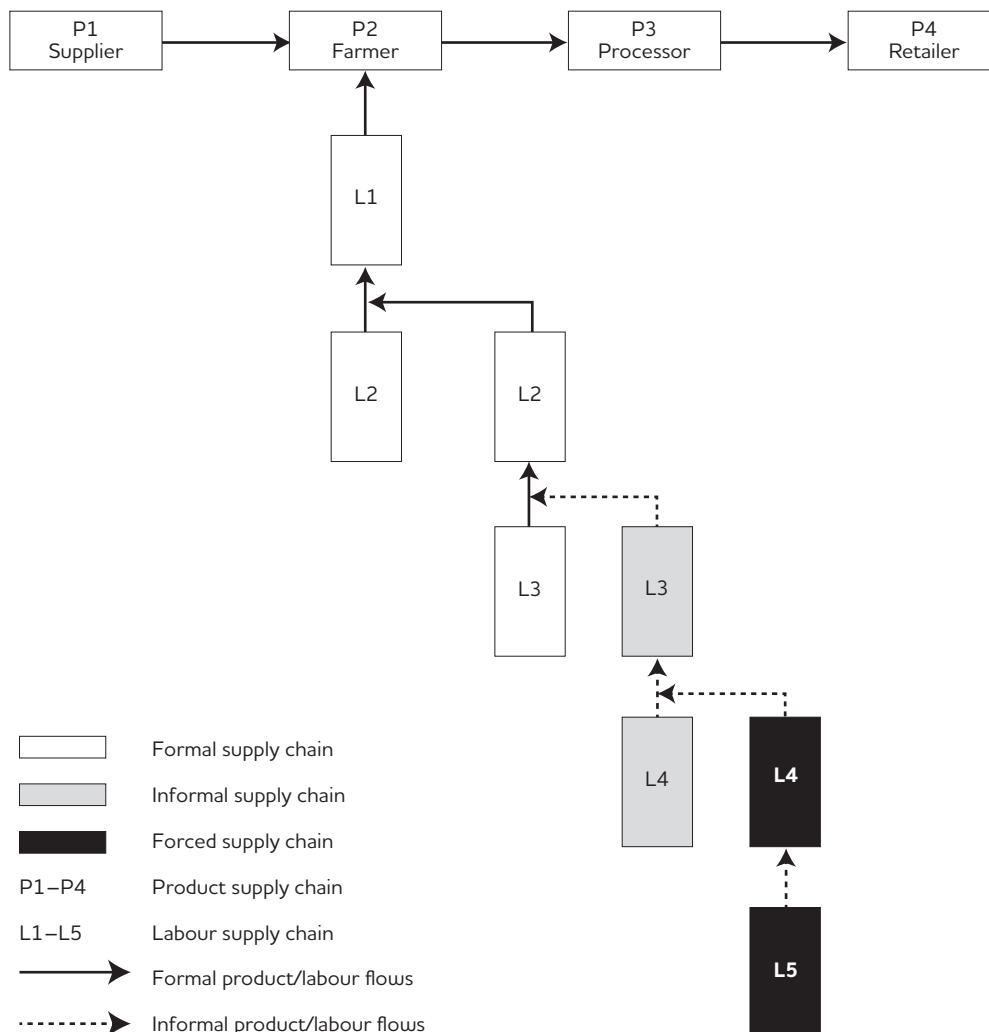 P1
Supplier
P2
Farmer
P3
Processor
P4
Retailer
L1
L2
L2
L3
L3
L4
L4
L5
Formal supply chain
Informal supply chain
Forced supply chain
P1–P4 Product supply chain
L1–L5 Labour supply chain
Formal product/labour flows
Informal product/labour flows